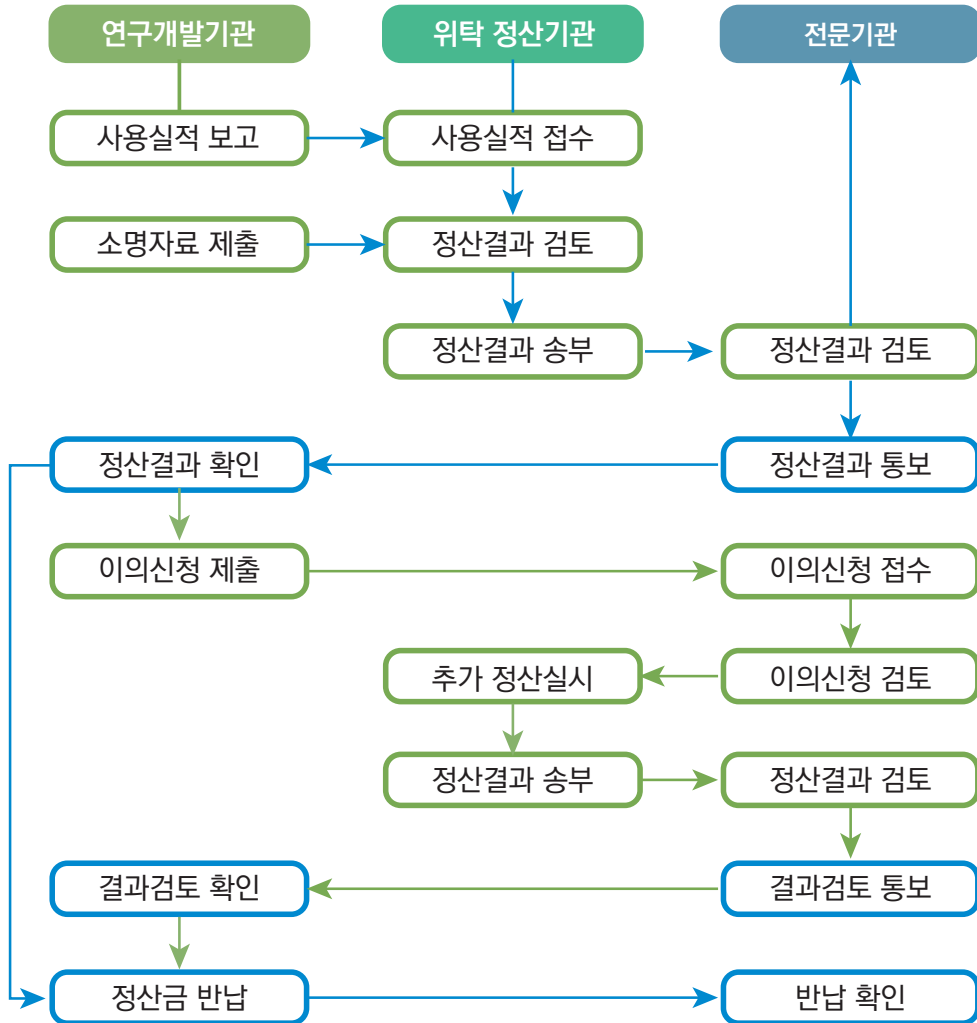 연구개발기관
위탁 정산기관
전문기관
사용실적 보고
사용실적 접수
소명자료 제출
정산결과 검토
정산결과 송부
정산결과 검토
정산결과 확인
정산결과 통보
이의신청 제출
이의신청 접수
추가 정산실시
이의신청 검토
정산결과 송부
정산결과 검토
결과검토 확인
결과검토 통보
정산금 반납
반납 확인